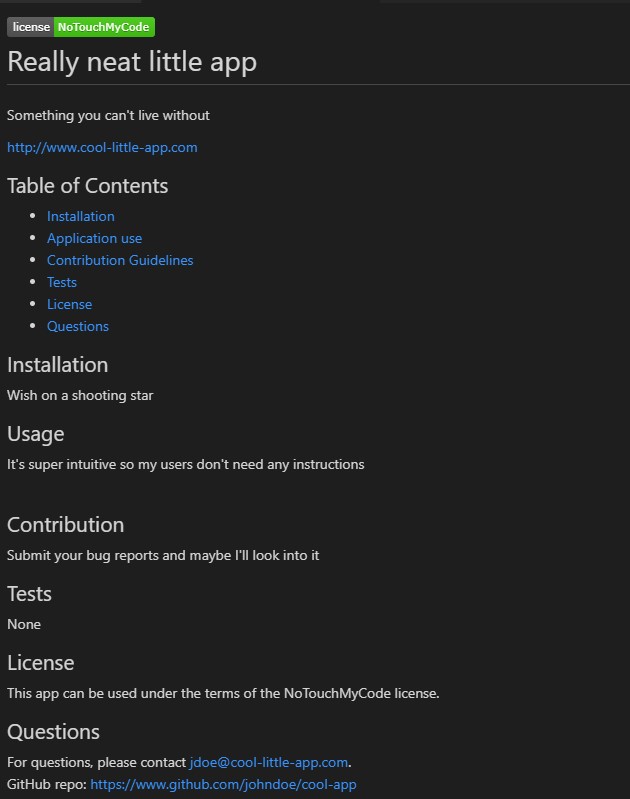 license NoTouchMyCode
Really neat little app
Something you can't live without
http://www.cool-little-app.com
Table of Contents
• Installation
• Application use
• Contribution Guidelines
• Tests
• License
• Questions
Installation
Wish on a shooting star
Usage
It's super intuitive so my users don't need any instructions
Contribution
Submit your bug reports and maybe I'll look into it
Tests
None
License
This app can be used under the terms of the NoTouchMyCode license.
Questions
For questions, please contact jdoe@cool-little-app.com.
GitHub repo: https://www.github.com/johndoe/cool-app